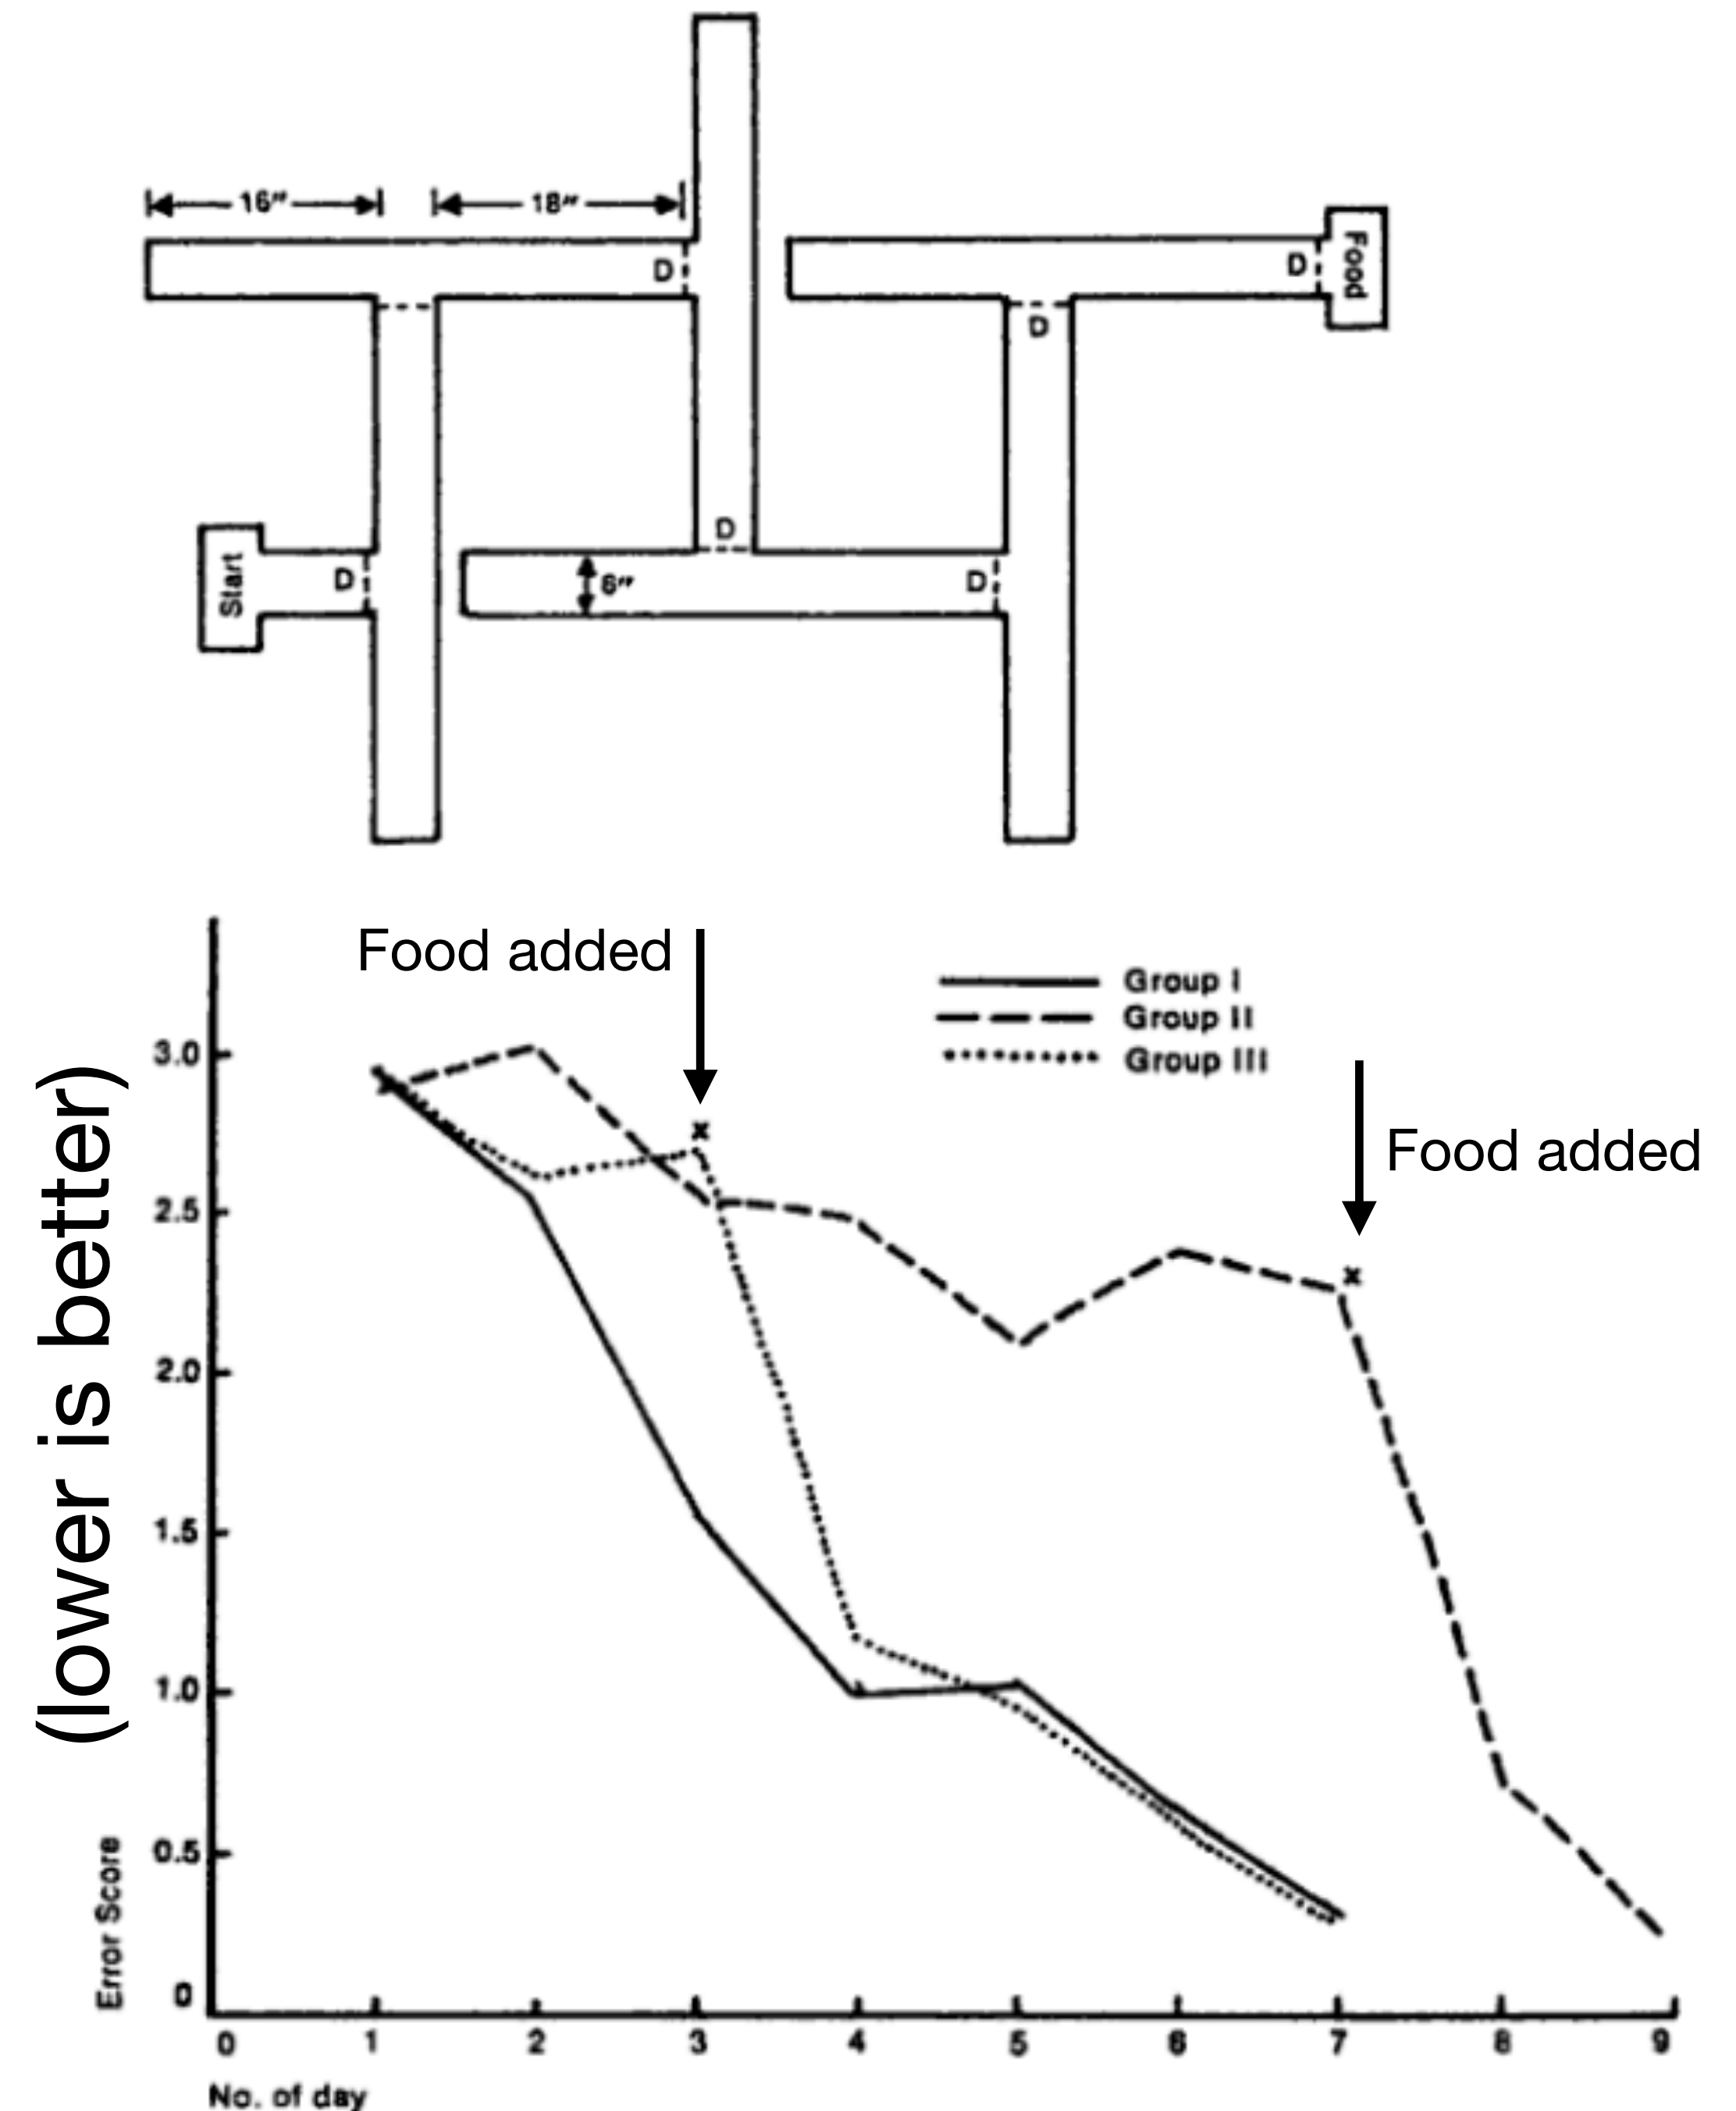 16″ 18″
D D Food
D
D
Start D 6″ D
Food added
Group I
Group II
Group III
Food added
3.0
2.5
2.0
1.5
1.0
0.5
0
(lower is better)
Error Score
0 1 2 3 4 5 6 7 8 9
No. of day